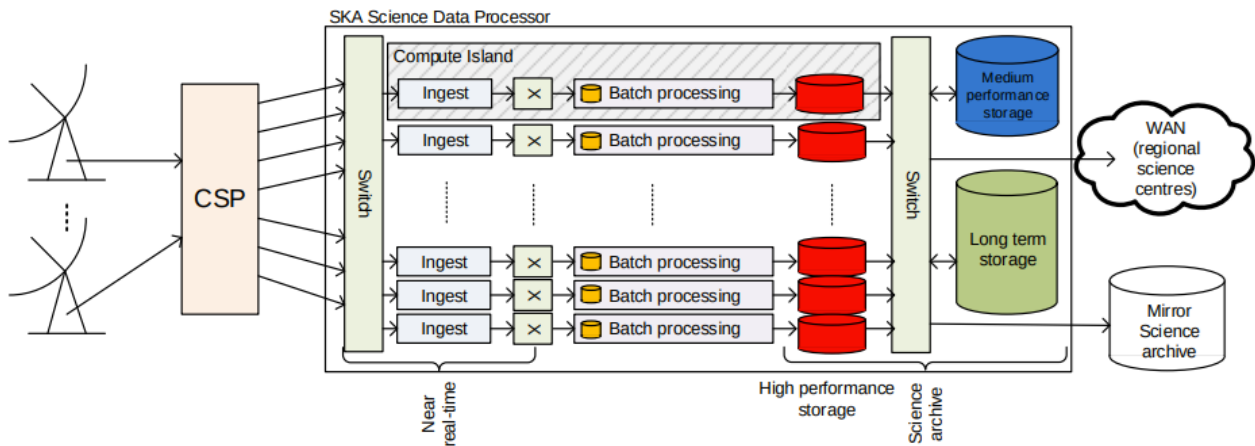 SKA Science Data Processor
Compute Island
Ingest
X
Batch processing
Ingest
X
Batch processing
Ingest
X
Batch processing
Ingest
X
Batch processing
Ingest
X
Batch processing
CSP
Switch
Switch
Medium
performance
storage
WAN
(regional
science
centres)
Long term
storage
Mirror
Science
archive
Near
real-time
High performance
storage
Science
archive